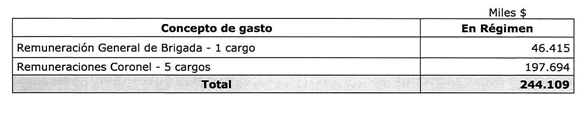 Miles $
Concepto de gasto En Régimen
Remuneración General de Brigada - 1 cargo 46.415
Remuneraciones Coronel - 5 cargos 197.694
Total 244.109